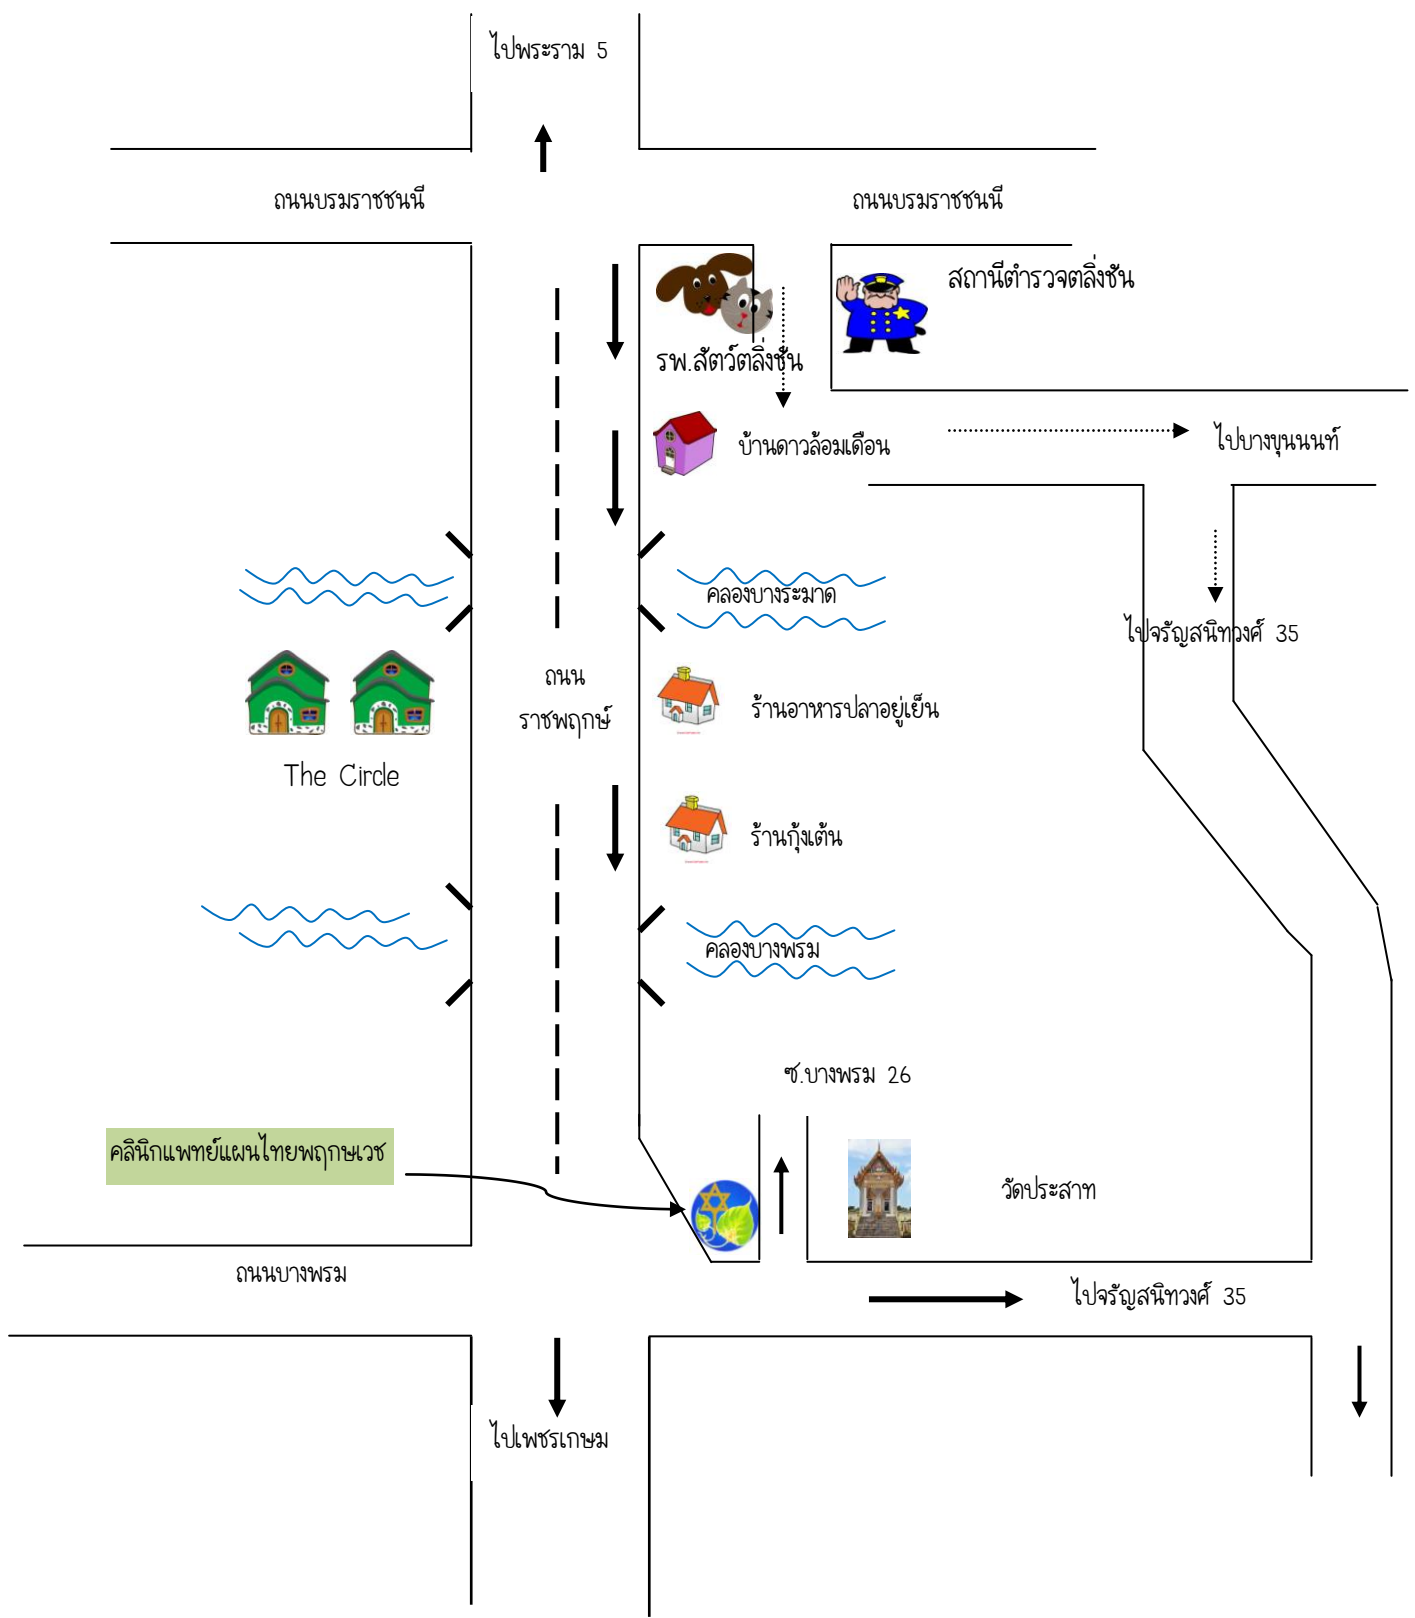 ไปพระราม 5
ถนนบรมราชชนนี
ถนนบรมราชชนนี
สถานีตำรวจตลิ่งชัน
รพ.สัตว์ตลิ่งชัน
บ้านดาวล้อมเดือน
ไปบางขุนนนท์
คลองบางระมาด
ไปจรัญสนิทวงศ์ 35
ถนน
ราชพฤกษ์
ร้านอาหารปลาอยู่เย็น
The Circle
ร้านกุ้งเต้น
คลองบางพรม
ซ.บางพรม 26
คลินิกแพทย์แผนไทยพฤกษเวช
วัดประสาท
ถนนบางพรม
ไปจรัญสนิทวงศ์ 35
ไปเพชรเกษม